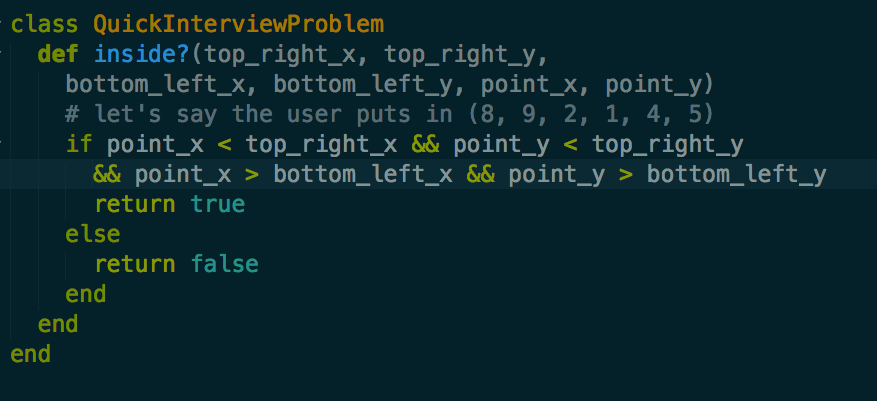 class QuickInterviewProblem
def inside?(top_right_x, top_right_y,
bottom_left_x, bottom_left_y, point_x, point_y)
# let's say the user puts in (8, 9, 2, 1, 4, 5)
if point_x < top_right_x && point_y < top_right_y
&& point_x > bottom_left_x && point_y > bottom_left_y
return true
else
return false
end
end
end